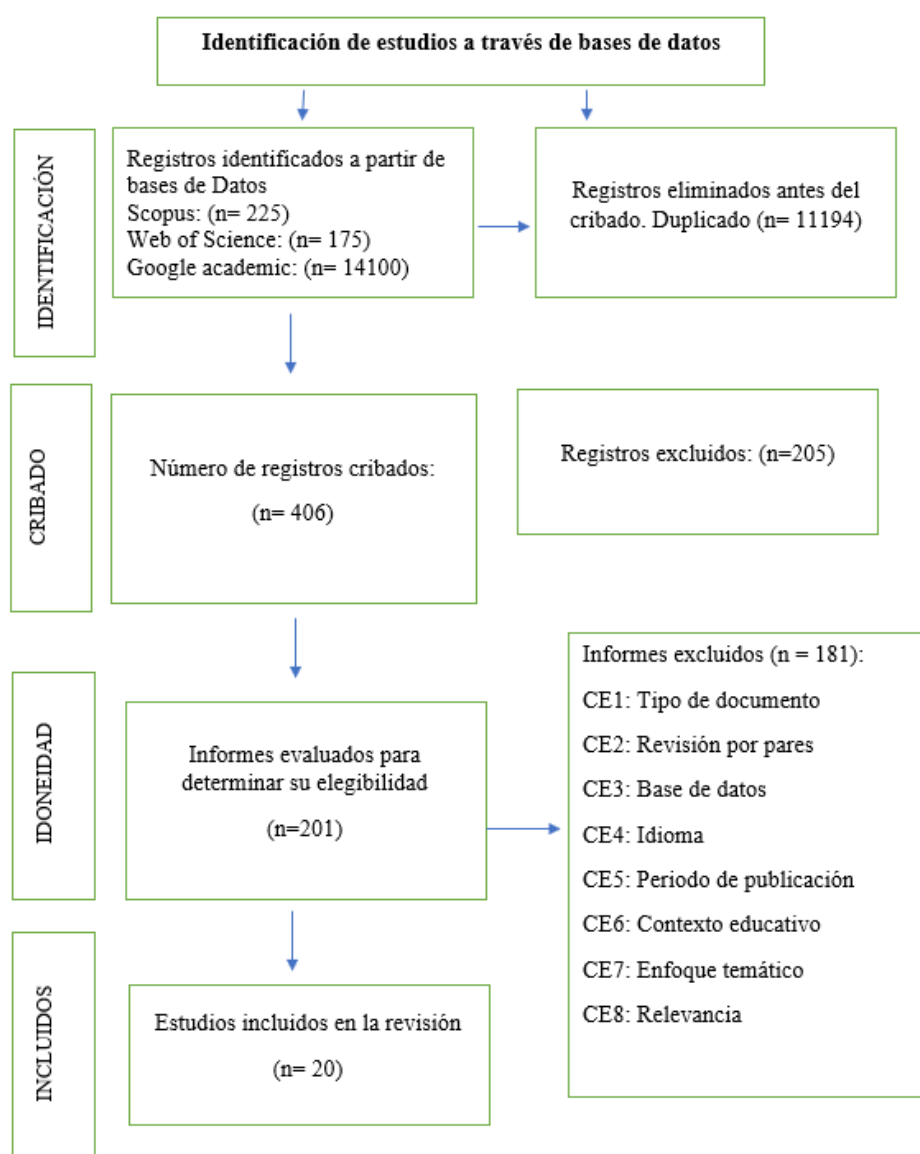 Identificación de estudios a través de bases de datos
IDENTIFICACIÓN
Registros identificados a partir de
bases de Datos
Scopus: (n= 225)
Web of Science: (n= 175)
Google academic: (n= 14100)
Registros eliminados antes del
cribado. Duplicado (n= 11194)
CRIBADO
Número de registros cribados:
(n= 406)
Registros excluidos: (n=205)
IDONEIDAD
Informes evaluados para
determinar su elegibilidad
(n=201)
Informes excluidos (n = 181):
CE1: Tipo de documento
CE2: Revisión por pares
CE3: Base de datos
CE4: Idioma
CE5: Periodo de publicación
CE6: Contexto educativo
CE7: Enfoque temático
CE8: Relevancia
INCLUIDOS
Estudios incluidos en la revisión
(n= 20)